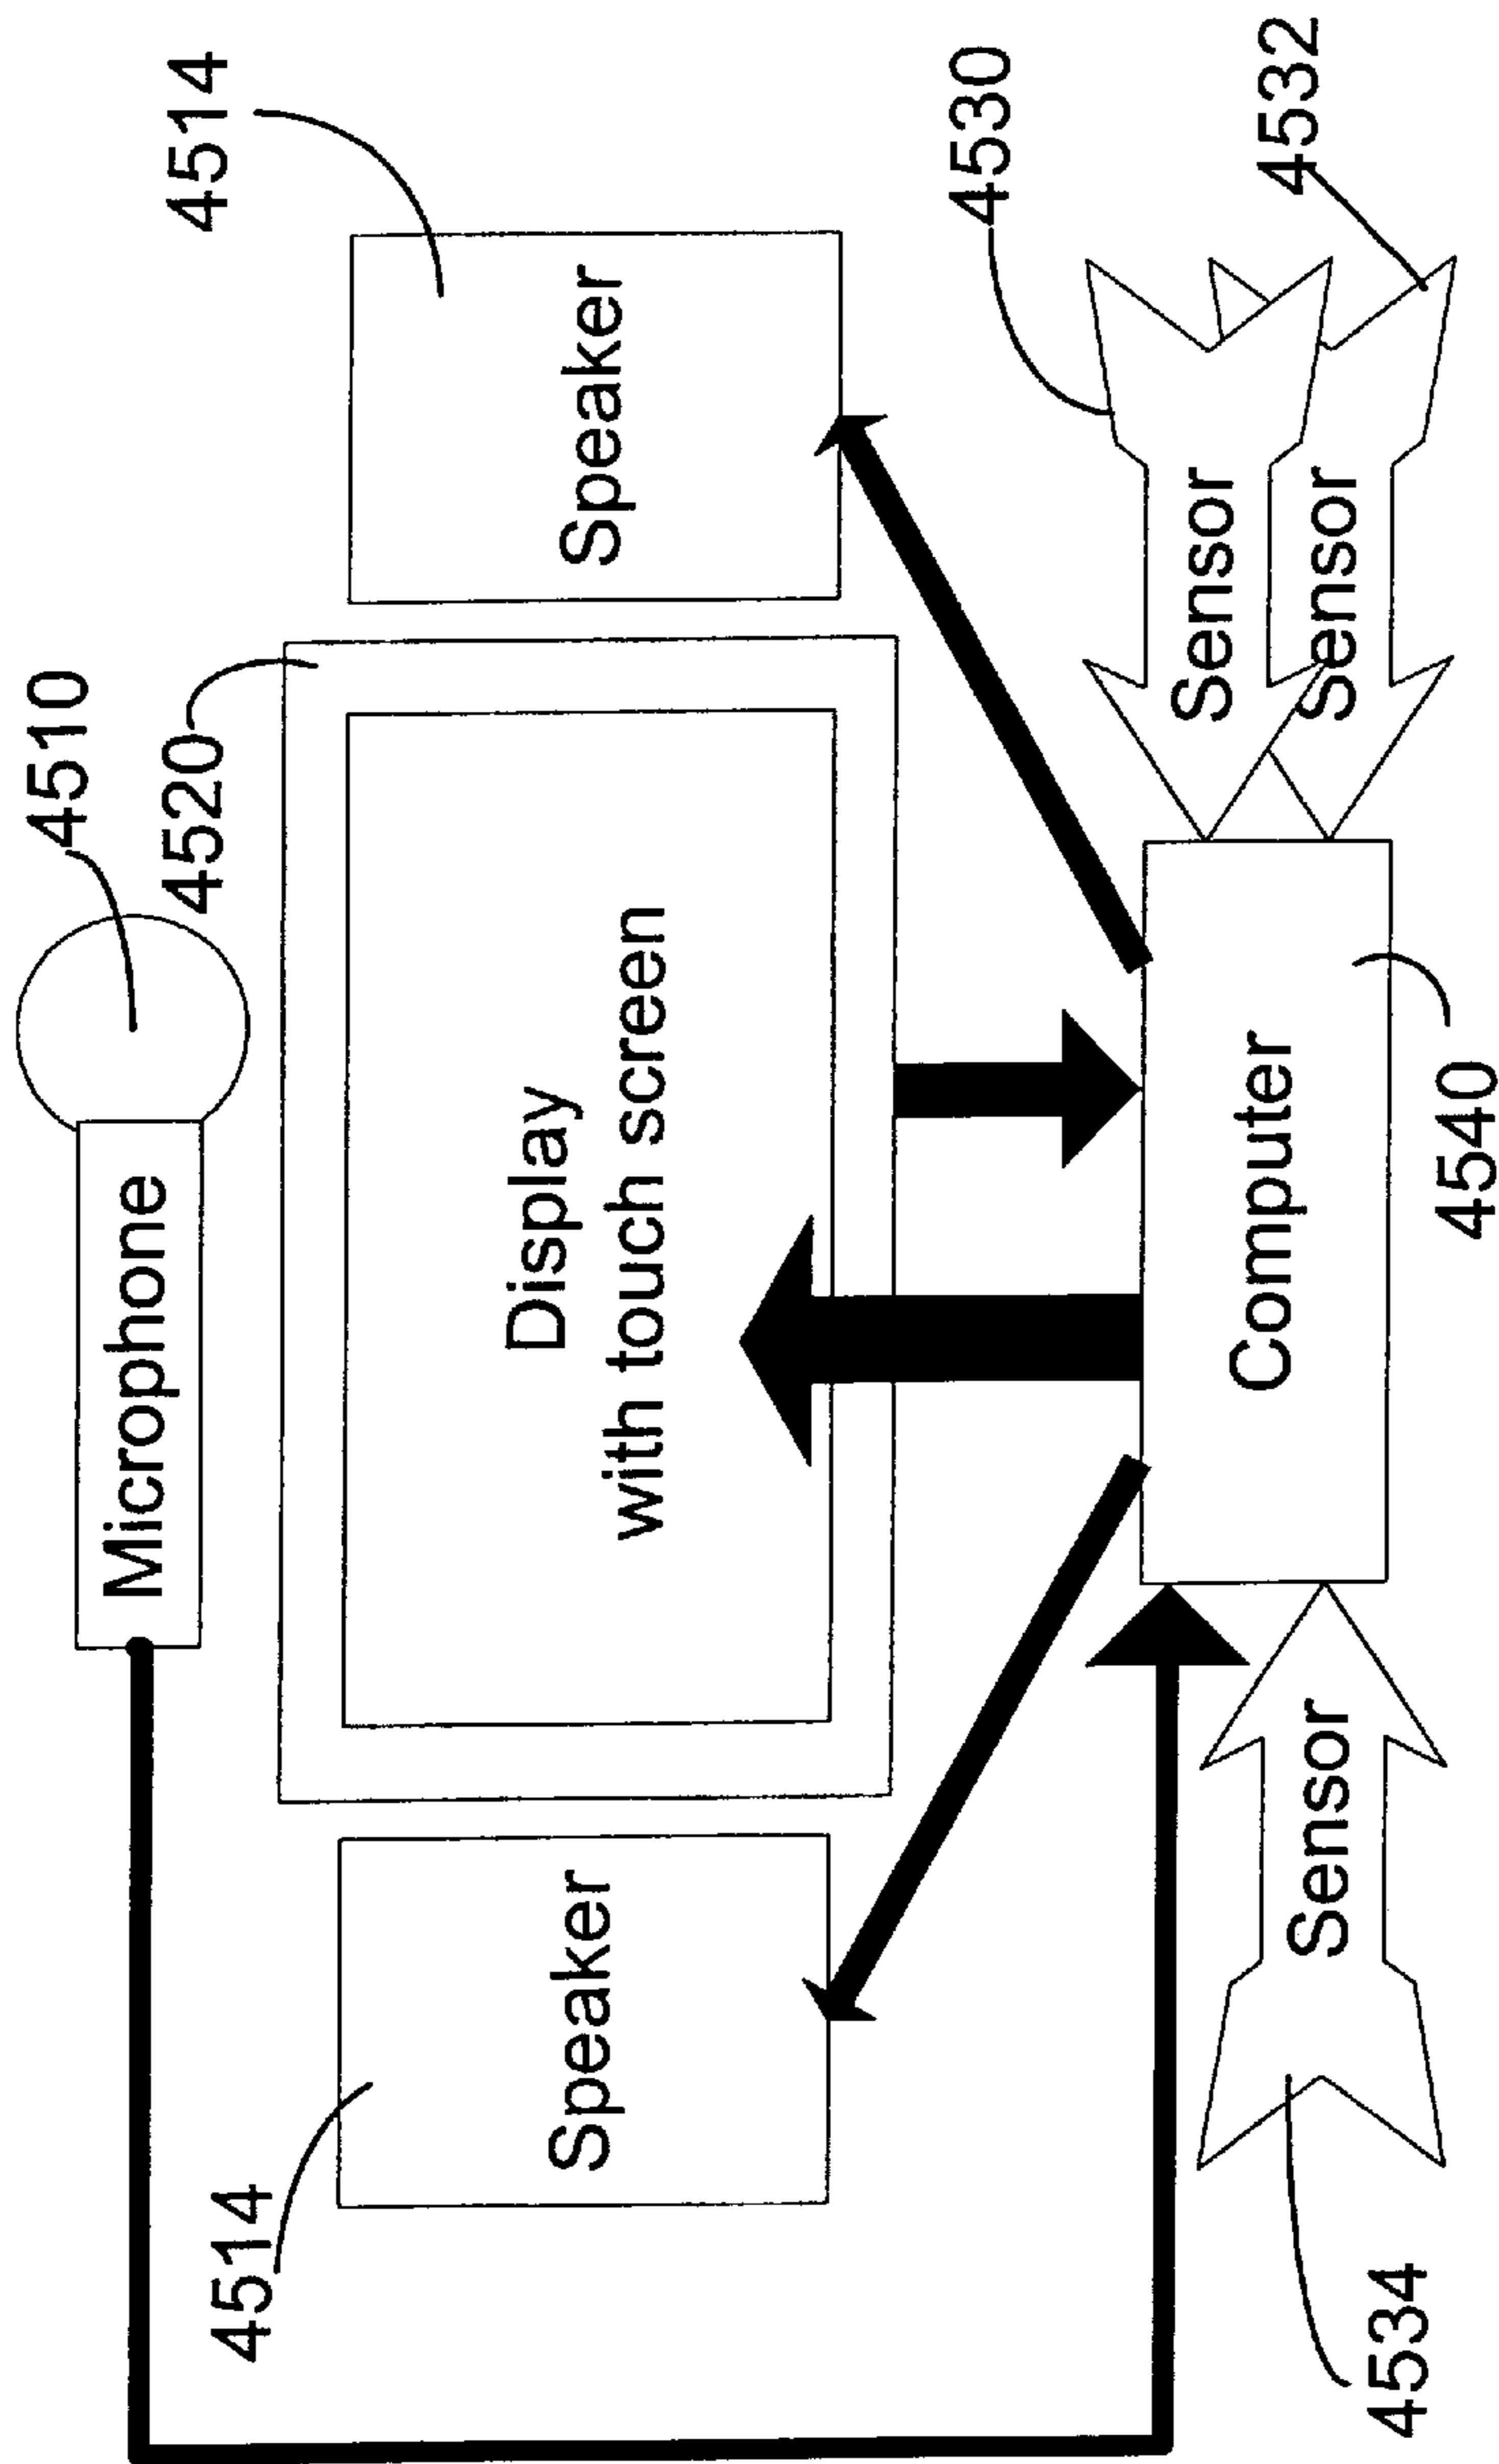 4510
Microphone
4520
4514
4514
Speaker
Display
with touch screen
Speaker
4530
4532
Sensor
Computer
Sensor
Sensor
4534
4540